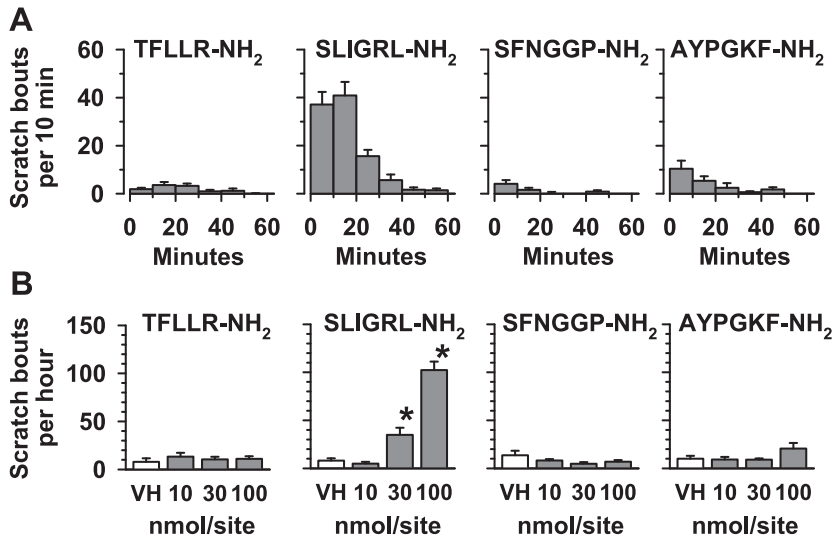 A
TFLLR-NH₂ SLIGRL-NH₂ SFNGGP-NH₂ AYPGKF-NH₂
Scratch bouts
per 10 min
60
40
20
0
0 20 40 60 0 20 40 60 0 20 40 60 0 20 40 60
Minutes Minutes Minutes Minutes
B
TFLLR-NH₂ SLIGRL-NH₂ SFNGGP-NH₂ AYPGKF-NH₂
Scratch bouts
per hour
150
100
50
0
* *
VH 10 30 100 VH 10 30 100 VH 10 30 100 VH 10 30 100
nmol/site nmol/site nmol/site nmol/site